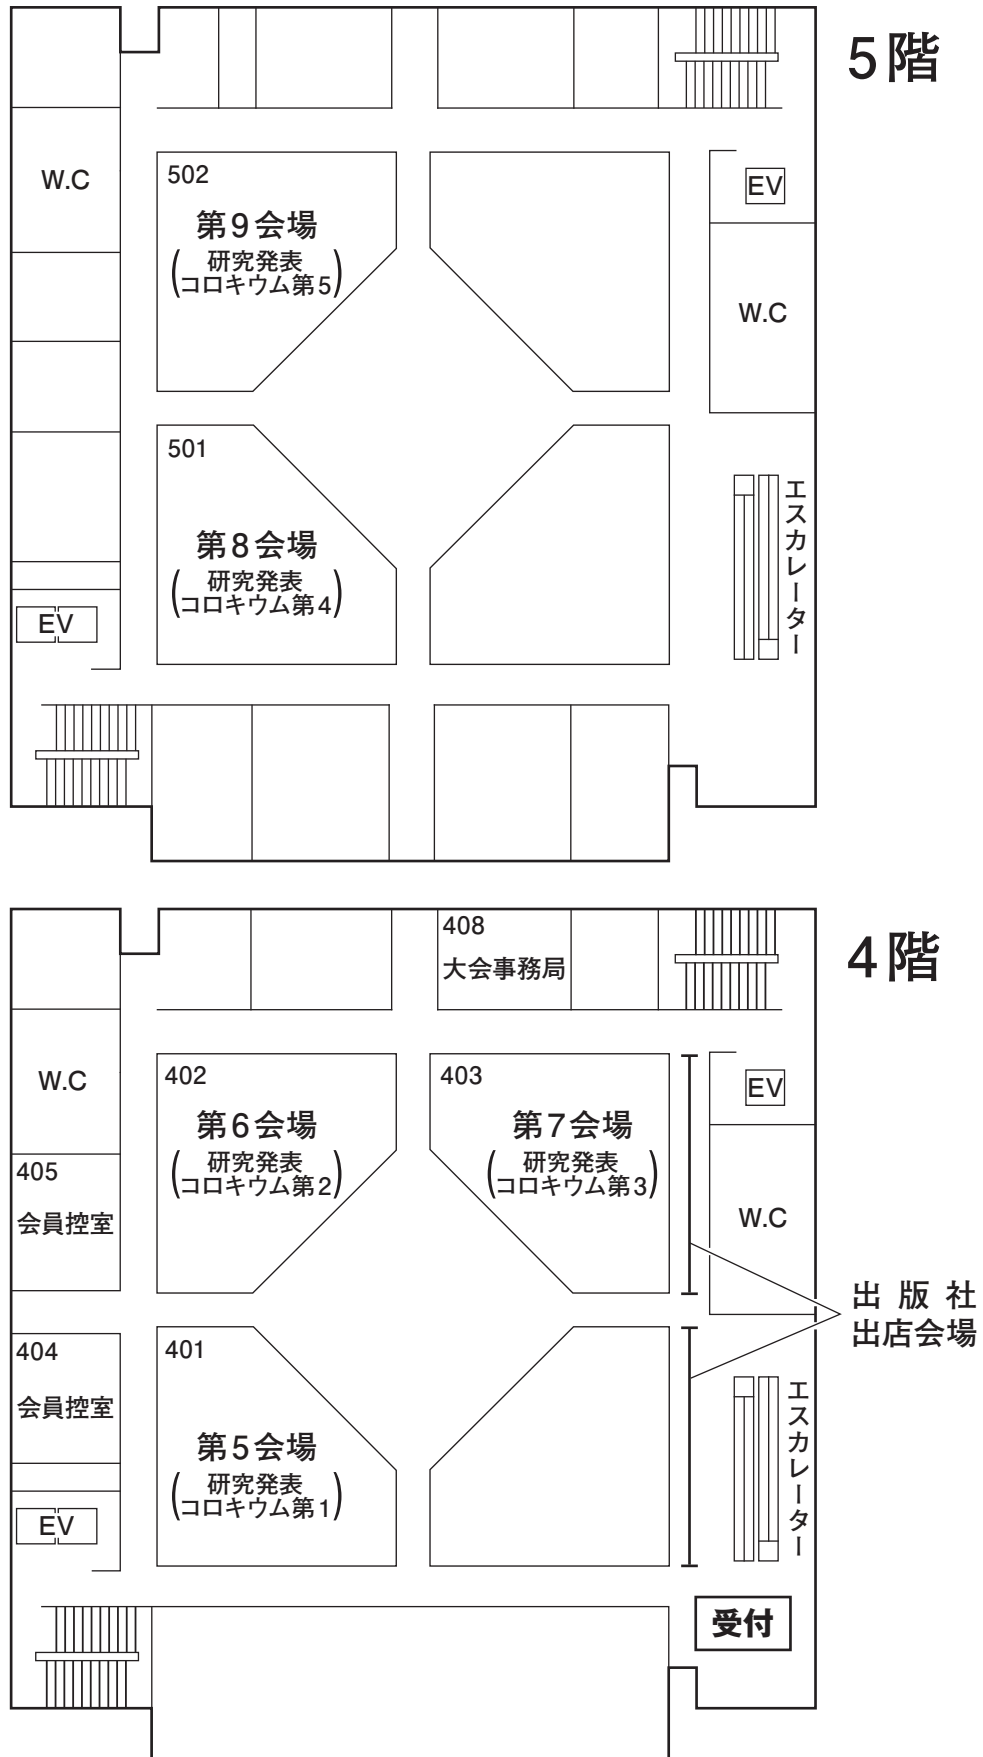 5階
W.C
502
第9会場
(研究発表
コロキウム第5)
EV
W.C
501
第8会場
(研究発表
コロキウム第4)
エスカレーター
EV
4階
408
大会事務局
W.C
402
第6会場
(研究発表
コロキウム第2)
403
第7会場
(研究発表
コロキウム第3)
EV
405
会員控室
W.C
出版社
出店会場
404
会員控室
401
第5会場
(研究発表
コロキウム第1)
エスカレーター
EV
受付